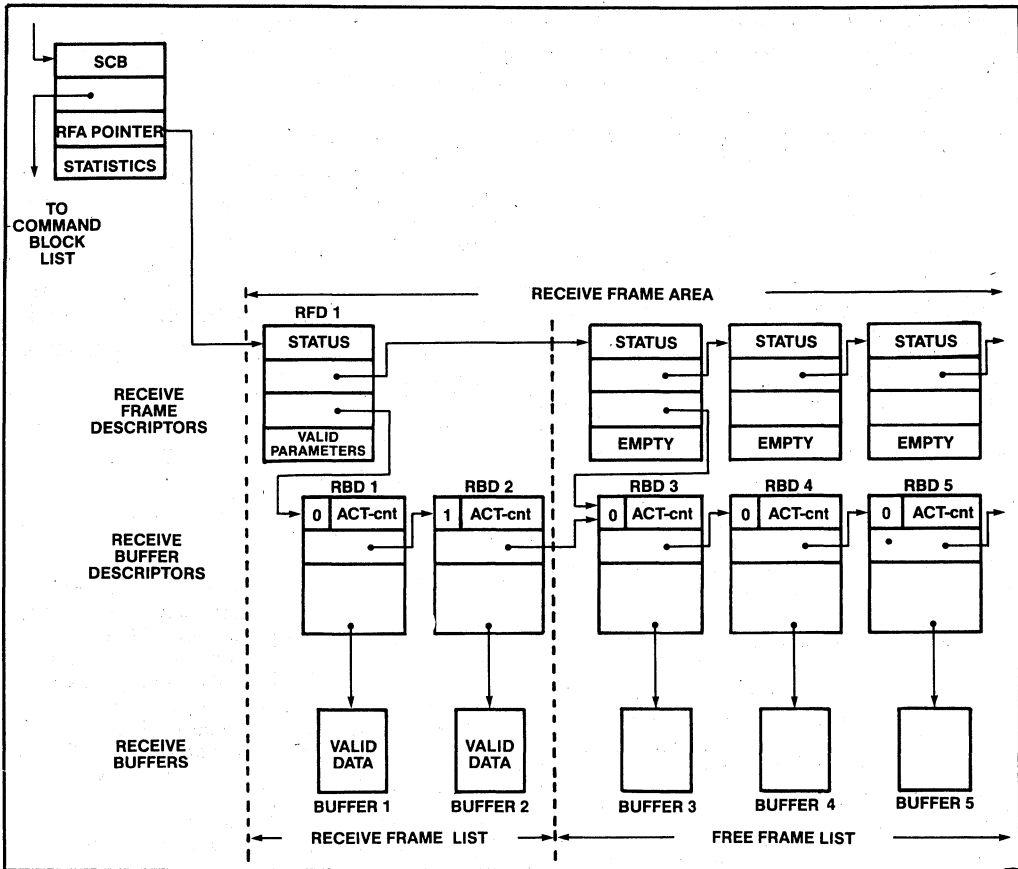 SCB
RFA POINTER
STATISTICS
TO
COMMAND
BLOCK
LIST
RECEIVE FRAME AREA
RFD 1
STATUS
STATUS
STATUS
STATUS
RECEIVE
FRAME
DESCRIPTORS
VALID
PARAMETERS
EMPTY
EMPTY
EMPTY
RBD 1
RBD 2
RBD 3
RBD 4
RBD 5
0 ACT-cnt
1 ACT-cnt
0 ACT-cnt
0 ACT-cnt
0 ACT-cnt
RECEIVE
BUFFER
DESCRIPTORS
RECEIVE
BUFFERS
VALID
DATA
VALID
DATA
BUFFER 1
BUFFER 2
BUFFER 3
BUFFER 4
BUFFER 5
RECEIVE FRAME LIST
FREE FRAME LIST